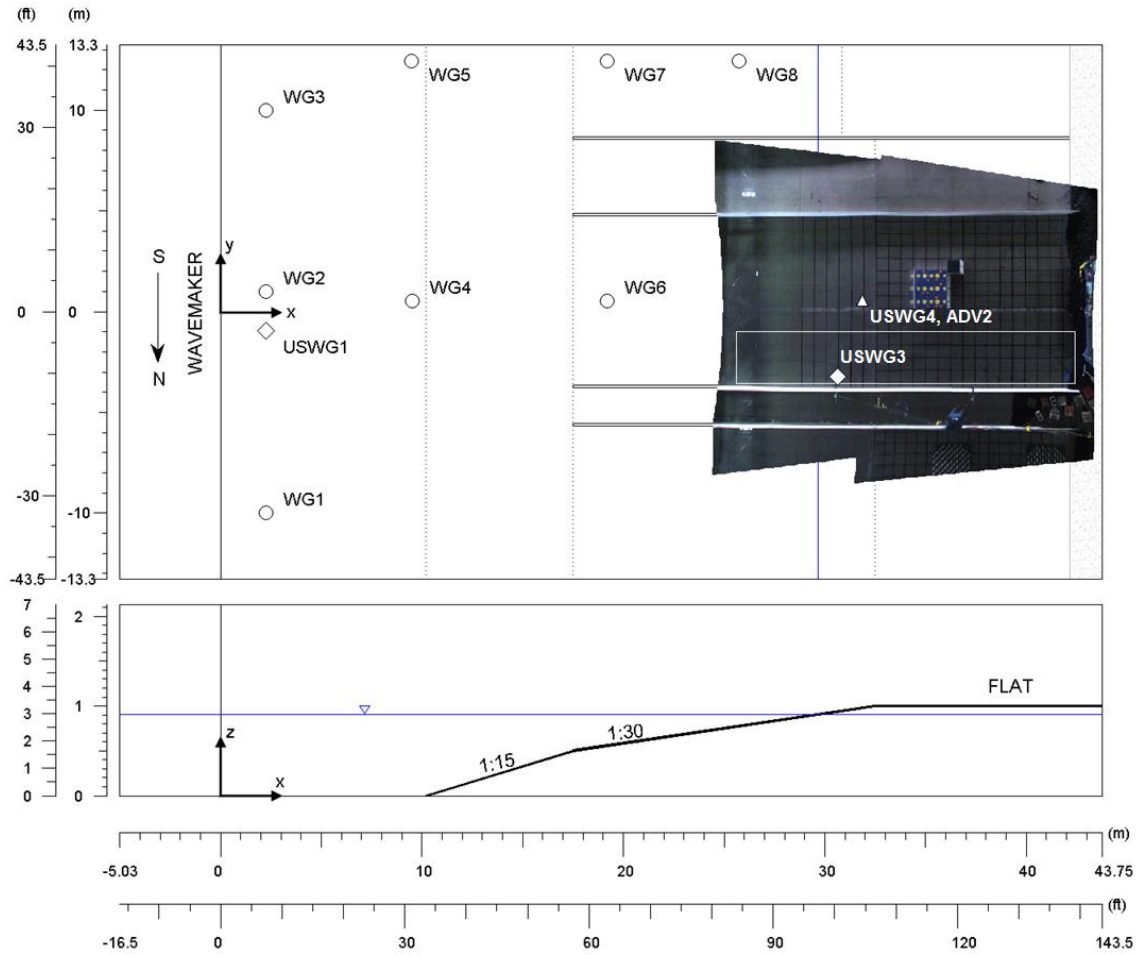 (ft) (m)
43.5 13.3
WG5 WG7 WG8
WG3
10
30
S
y
WAVEMAKER
WG2 WG4 WG6
0 0
x
USWG4, ADV2
USWG1
USWG3
N
-30
-10
WG1
-43.5 -13.3
7
2
6
5
FLAT
4
1
3
z
1:30
2
1:15
1
x
0 0
(m)
-5.03 0 10 20 30 40 43.75
(ft)
-16.5 0 30 60 90 120 143.5